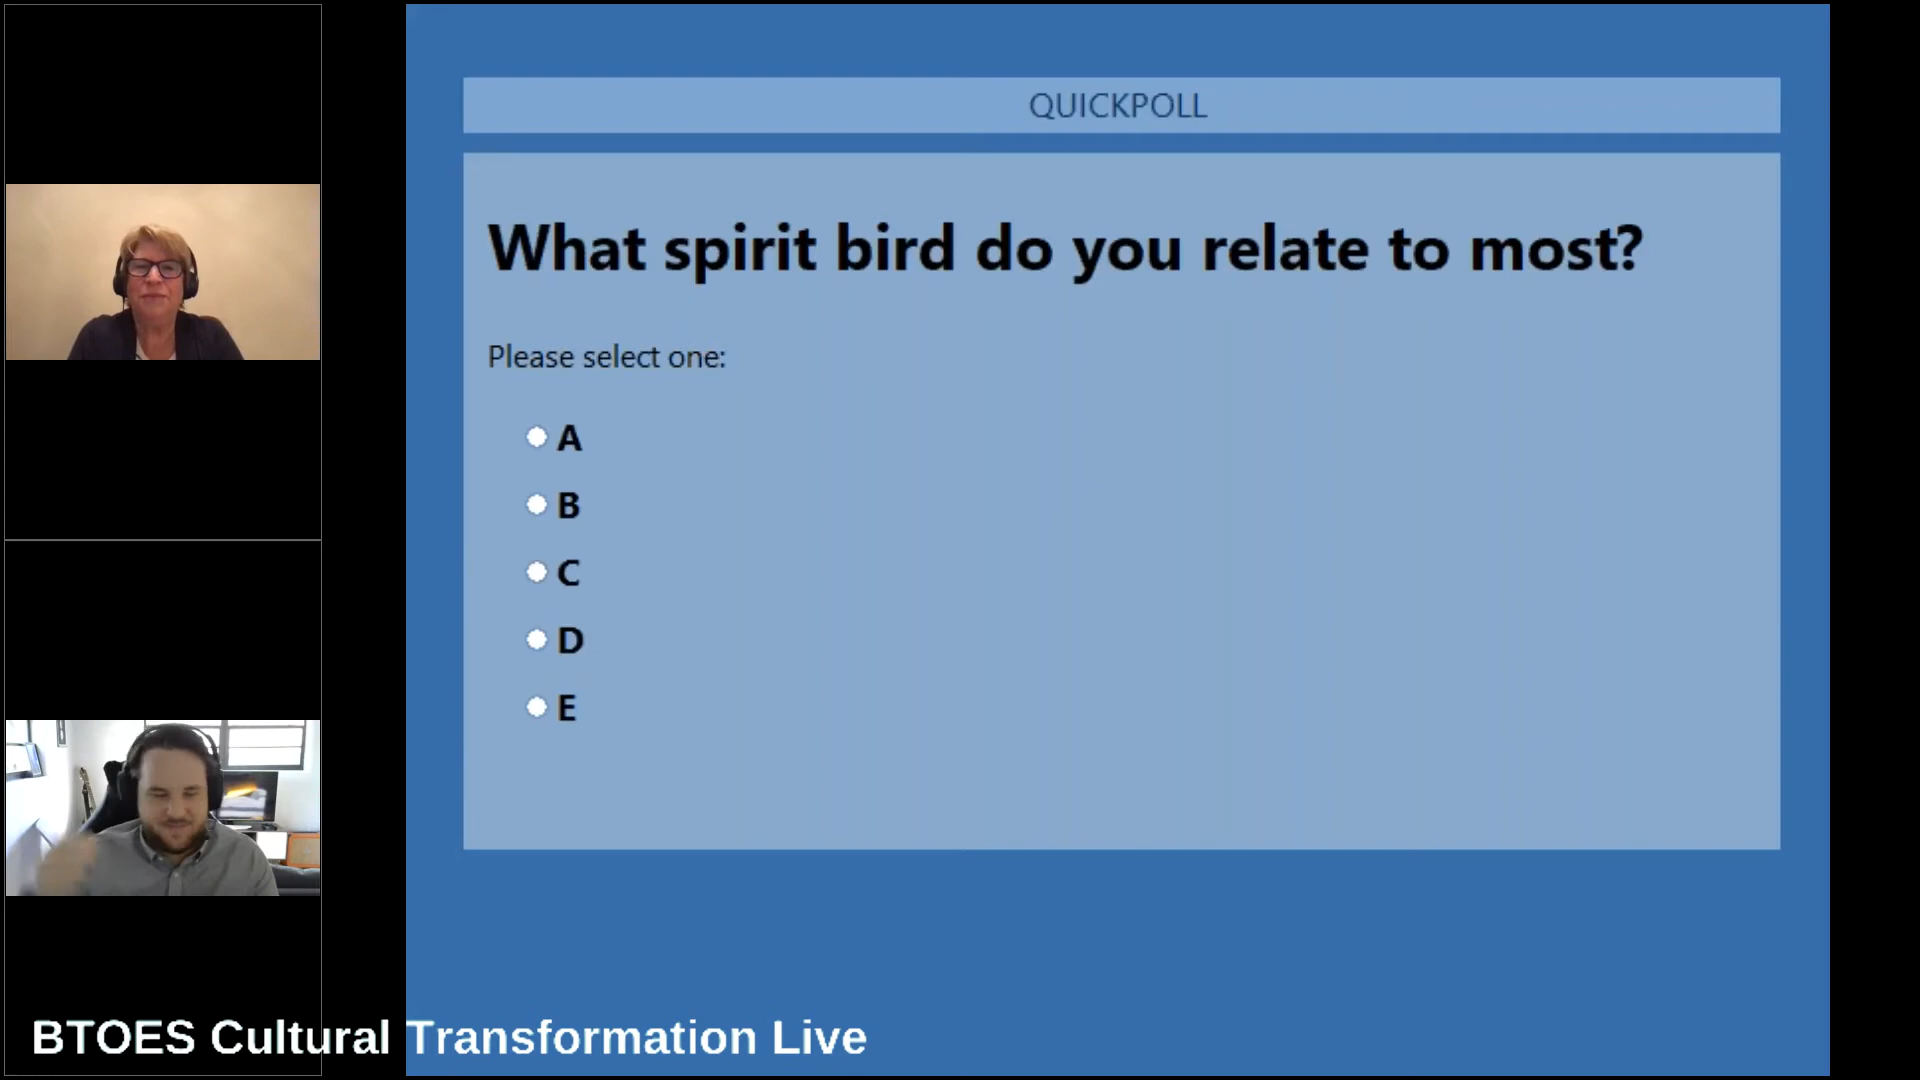 QUICKPOLL
What spirit bird do you relate to most?
Please select one:
A
B
C
D
E
BTOES Cultural Transformation Live